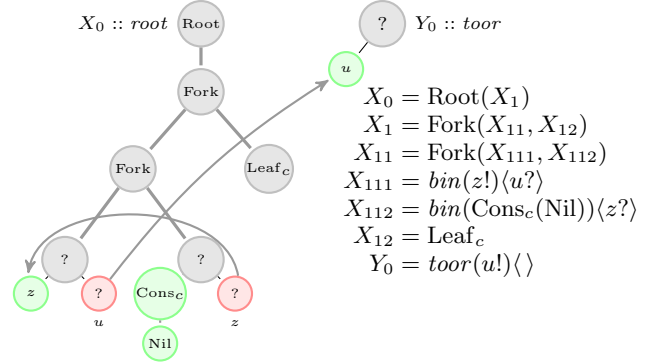 X₀ :: root
Root
?
Y₀ :: toor
u
Fork
X₀ = Root(X₁)
X₁ = Fork(X₁₁, X₁₂)
X₁₁ = Fork(X₁₁₁, X₁₁₂)
X₁₁₁ = bin(z!)⟨u?⟩
X₁₁₂ = bin(Cons_c(Nil))⟨z?⟩
X₁₂ = Leaf_c
Y₀ = toor(u!)⟨ ⟩
Fork
Leaf_c
?
?
z
?
Cons_c
?
u
z
Nil